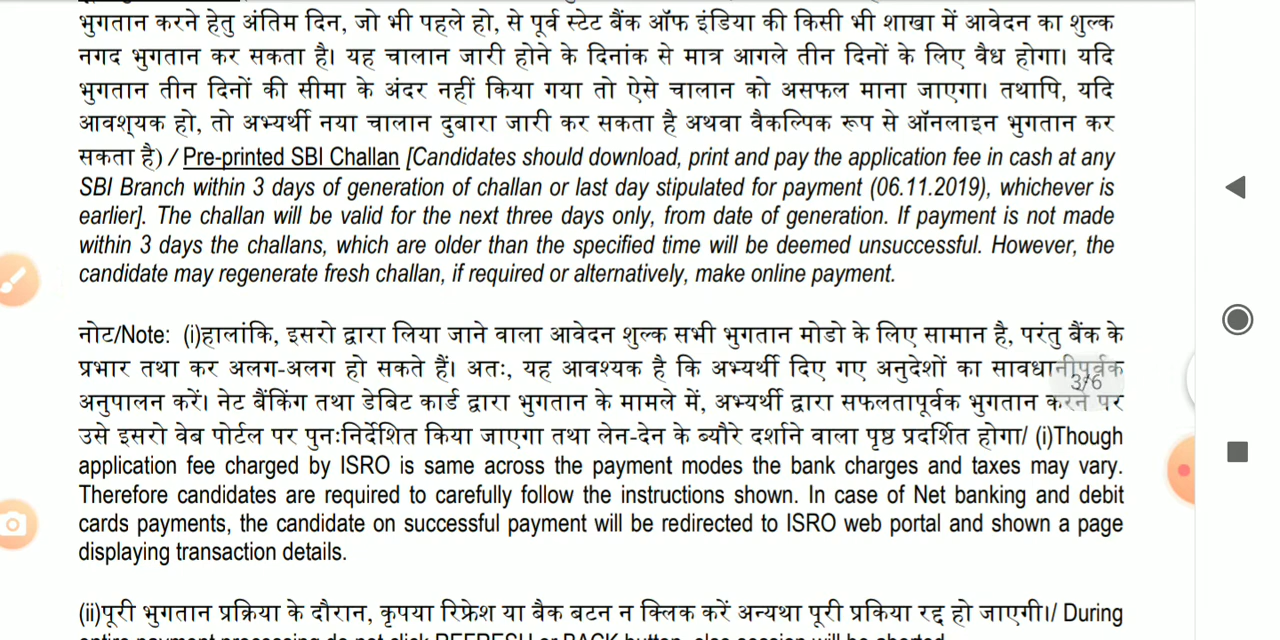 भुगतान करने हेतु अंतिम दिन, जो भी पहले हो, से पूर्व स्टेट बैंक ऑफ इंडिया की किसी भी शाखा में आवेदन का शुल्क
नगद भुगतान कर सकता है। यह चालान जारी होने के दिनांक से मात्र आगले तीन दिनों के लिए वैध होगा। यदि
भुगतान तीन दिनों की सीमा के अंदर नहीं किया गया तो ऐसे चालान को असफल माना जाएगा। तथापि, यदि
आवश्यक हो, तो अभ्यर्थी नया चालान दुबारा जारी कर सकता है अथवा वैकल्पिक रूप से ऑनलाइन भुगतान कर
सकता है) / Pre-printed SBI Challan [Candidates should download, print and pay the application fee in cash at any
SBI Branch within 3 days of generation of challan or last day stipulated for payment (06.11.2019), whichever is
earlier]. The challan will be valid for the next three days only, from date of generation. If payment is not made
within 3 days the challans, which are older than the specified time will be deemed unsuccessful. However, the
candidate may regenerate fresh challan, if required or alternatively, make online payment.
नोट/Note: (i)हालांकि, इसरो द्वारा लिया जाने वाला आवेदन शुल्क सभी भुगतान मोडो के लिए सामान है, परंतु बैंक के
प्रभार तथा कर अलग-अलग हो सकते हैं। अतः, यह आवश्यक है कि अभ्यर्थी दिए गए अनुदेशों का सावधानीपूर्वक
3/6
अनुपालन करें। नेट बैंकिंग तथा डेबिट कार्ड द्वारा भुगतान के मामले में, अभ्यर्थी द्वारा सफलतापूर्वक भुगतान करने पर
उसे इसरो वेब पोर्टल पर पुनःनिर्देशित किया जाएगा तथा लेन-देन के ब्यौरे दर्शाने वाला पृष्ठ प्रदर्शित होगा/ (i)Though
application fee charged by ISRO is same across the payment modes the bank charges and taxes may vary.
Therefore candidates are required to carefully follow the instructions shown. In case of Net banking and debit
cards payments, the candidate on successful payment will be redirected to ISRO web portal and shown a page
displaying transaction details.
(ii)पूरी भुगतान प्रक्रिया के दौरान, कृपया रिफ्रेश या बैक बटन न क्लिक करें अन्यथा पूरी प्रकिया रद्द हो जाएगी।/ During